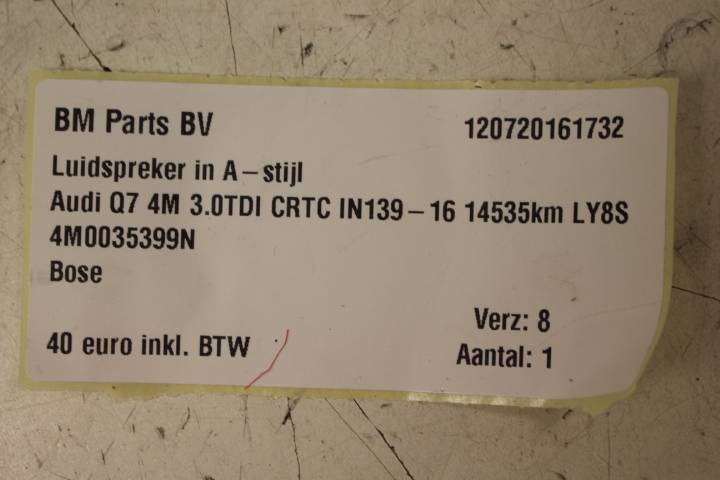 BM Parts BV 120720161732
Luidspreker in A-stijl
Audi Q7 4M 3.0TDI CRTC IN139-16 14535km LY8S
4M0035399N
Bose
Verz: 8
40 euro inkl. BTW Aantal: 1